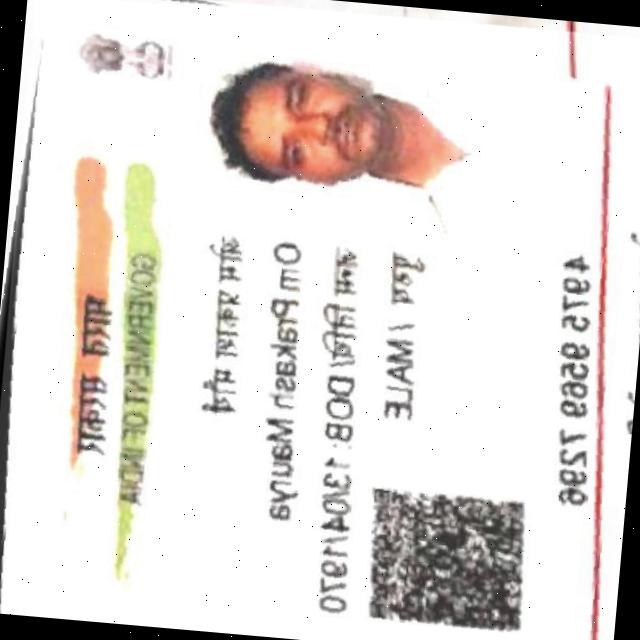 भारत सरकार
GOVERNMENT OF INDIA
ओम प्रकाश मौर्य
Om Prakash Maurya
जन्म तिथि/ DOB: 13/04/1970
पुरुष / MALE
4975 9569 7296